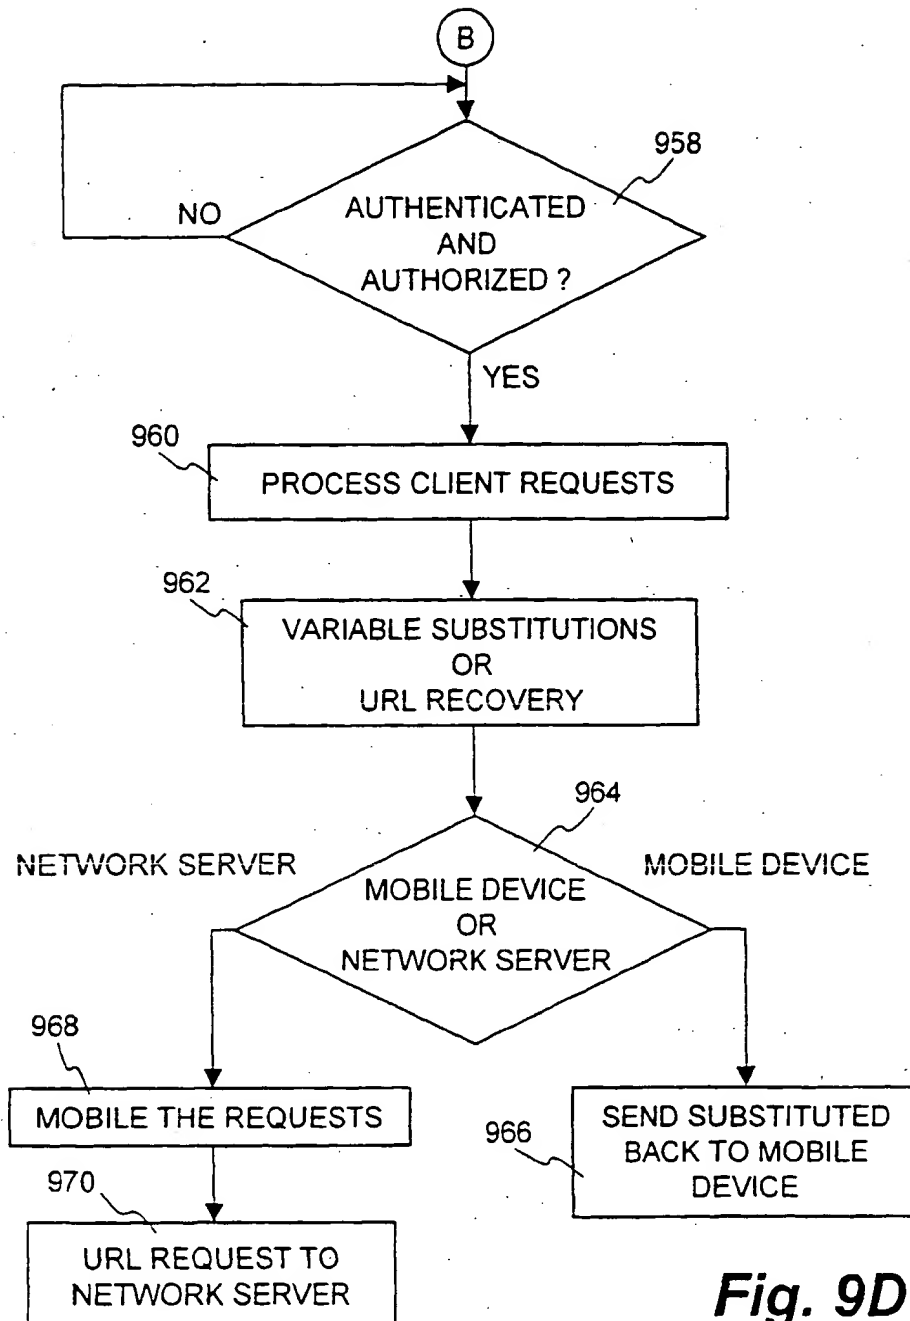 B
958
NO
AUTHENTICATED
AND
AUTHORIZED ?
YES
960
PROCESS CLIENT REQUESTS
962
VARIABLE SUBSTITUTIONS
OR
URL RECOVERY
964
NETWORK SERVER
MOBILE DEVICE
MOBILE DEVICE
OR
NETWORK SERVER
968
MOBILE THE REQUESTS
966
SEND SUBSTITUTED
BACK TO MOBILE
DEVICE
970
URL REQUEST TO
NETWORK SERVER
Fig. 9D